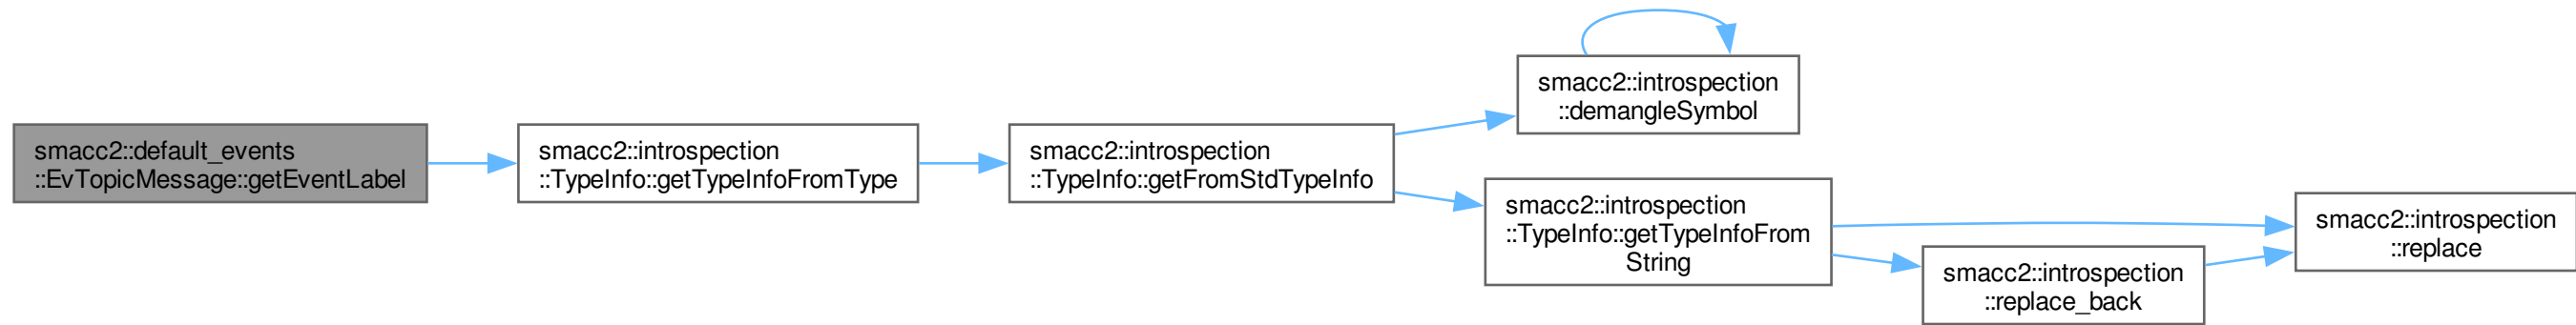 smacc2::default_events
::EvTopicMessage::getEventLabel
smacc2::introspection
::TypeInfo::getTypeInfoFromType
smacc2::introspection
::TypeInfo::getFromStdTypeInfo
smacc2::introspection
::demangleSymbol
smacc2::introspection
::TypeInfo::getTypeInfoFrom
String
smacc2::introspection
::replace_back
smacc2::introspection
::replace